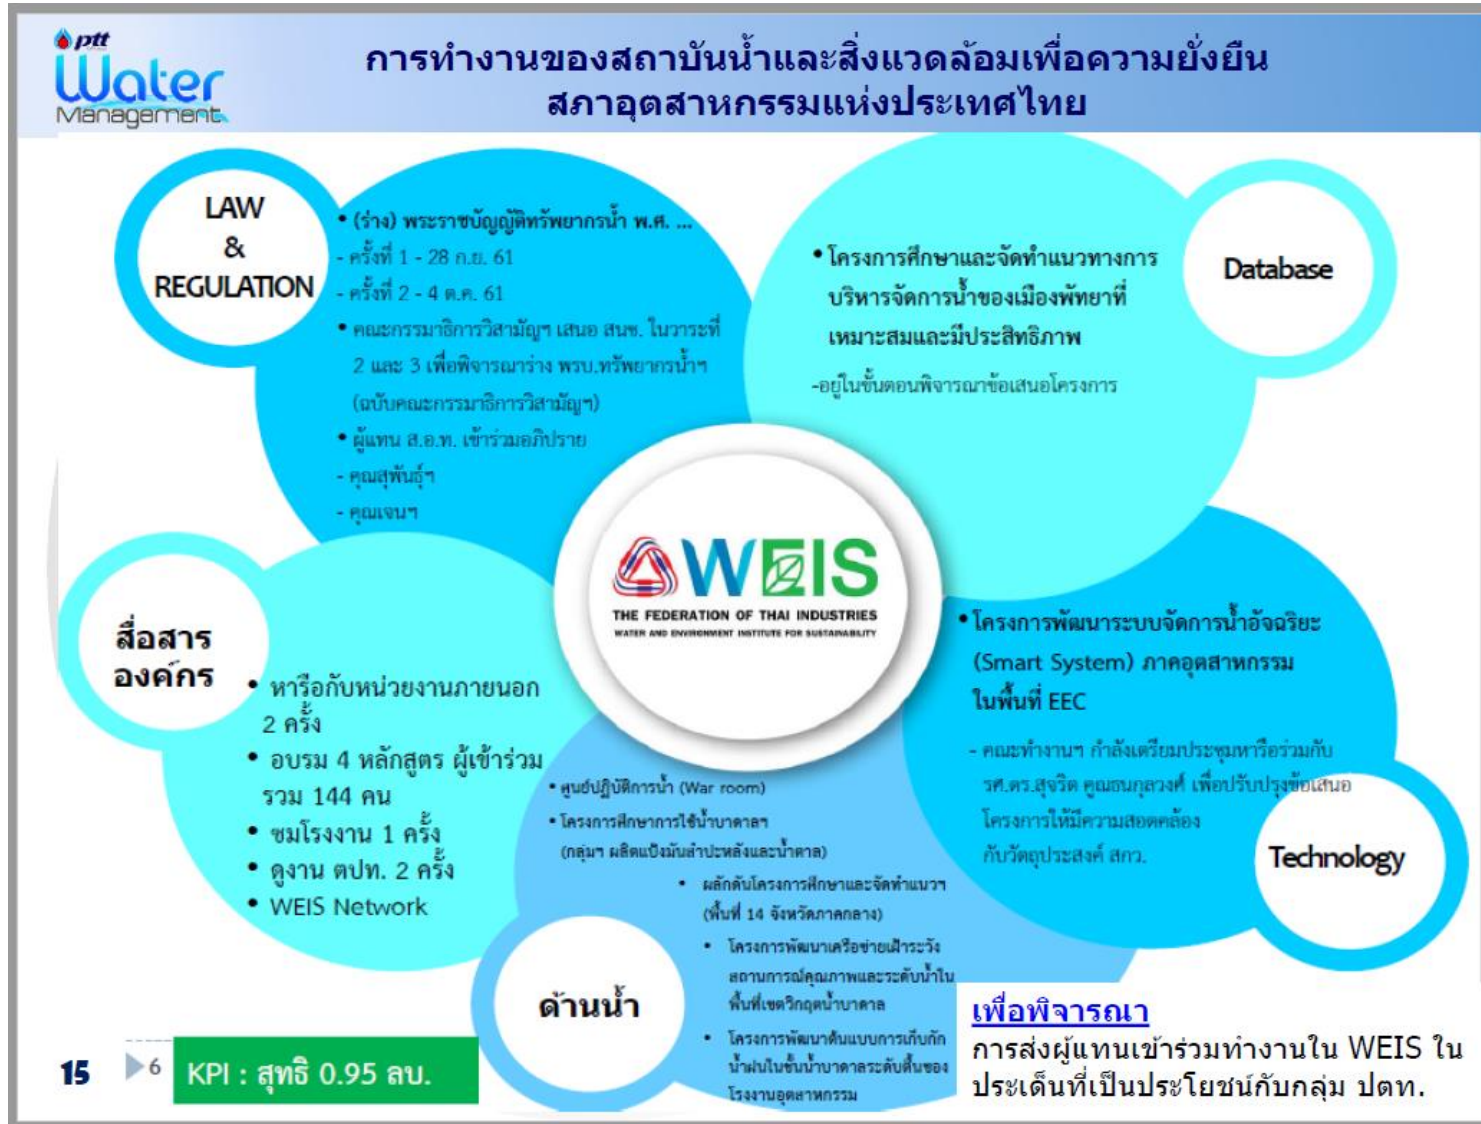 ptt
Water
Management
การทำงานของสถาบันน้ำและสิ่งแวดล้อมเพื่อความยั่งยืน
สภาอุตสาหกรรมแห่งประเทศไทย
LAW
&
REGULATION
• (ร่าง) พระราชบัญญัติทรัพยากรน้ำ พ.ศ. ...
- ครั้งที่ 1 - 28 ก.ย. 61
- ครั้งที่ 2 - 4 ต.ค. 61
• คณะกรรมาธิการวิสามัญฯ เสนอ สนช. ในวาระที่
2 และ 3 เพื่อพิจารณาร่าง พรบ.ทรัพยากรน้ำฯ
(ฉบับคณะกรรมาธิการวิสามัญฯ)
• ผู้แทน ส.อ.ท. เข้าร่วมอภิปราย
- คุณสุพันธุ์ฯ
- คุณเจนฯ
Database
• โครงการศึกษาและจัดทำแนวทางการ
บริหารจัดการน้ำของเมืองพัทยาที่
เหมาะสมและมีประสิทธิภาพ
-อยู่ในขั้นตอนพิจารณาข้อเสนอโครงการ
WEIS
THE FEDERATION OF THAI INDUSTRIES
WATER AND ENVIRONMENT INSTITUTE FOR SUSTAINABILITY
สื่อสาร
องค์กร
• หารือกับหน่วยงานภายนอก
2 ครั้ง
• อบรม 4 หลักสูตร ผู้เข้าร่วม
รวม 144 คน
• ชมโรงงาน 1 ครั้ง
• ดูงาน ตปท. 2 ครั้ง
• WEIS Network
• โครงการพัฒนาระบบจัดการน้ำอัจฉริยะ
(Smart System) ภาคอุตสาหกรรม
ในพื้นที่ EEC
- คณะทำงานฯ กำลังเตรียมประชุมหารือร่วมกับ
รศ.ดร.สุจริต คูณธนกุลวงศ์ เพื่อปรับปรุงข้อเสนอ
โครงการให้มีความสอดคล้อง
กับวัตถุประสงค์ สกว.
Technology
• ศูนย์ปฏิบัติการน้ำ (War room)
• โครงการศึกษาการใช้น้ำบาดาลฯ
(กลุ่มฯ ผลิตแป้งมันสำปะหลังและน้ำตาล)
• ผลักดันโครงการศึกษาและจัดทำแนวฯ
(พื้นที่ 14 จังหวัดภาคกลาง)
• โครงการพัฒนาเครือข่ายเฝ้าระวัง
สถานการณ์คุณภาพและระดับน้ำใน
พื้นที่เขตวิกฤตน้ำบาดาล
• โครงการพัฒนาต้นแบบการเก็บกัก
น้ำฝนในชั้นน้ำบาดาลระดับตื้นของ
โรงงานอุตสาหกรรม
ด้านน้ำ
เพื่อพิจารณา
การส่งผู้แทนเข้าร่วมทำงานใน WEIS ใน
ประเด็นที่เป็นประโยชน์กับกลุ่ม ปตท.
15
6
KPI : สุทธิ 0.95 ลบ.